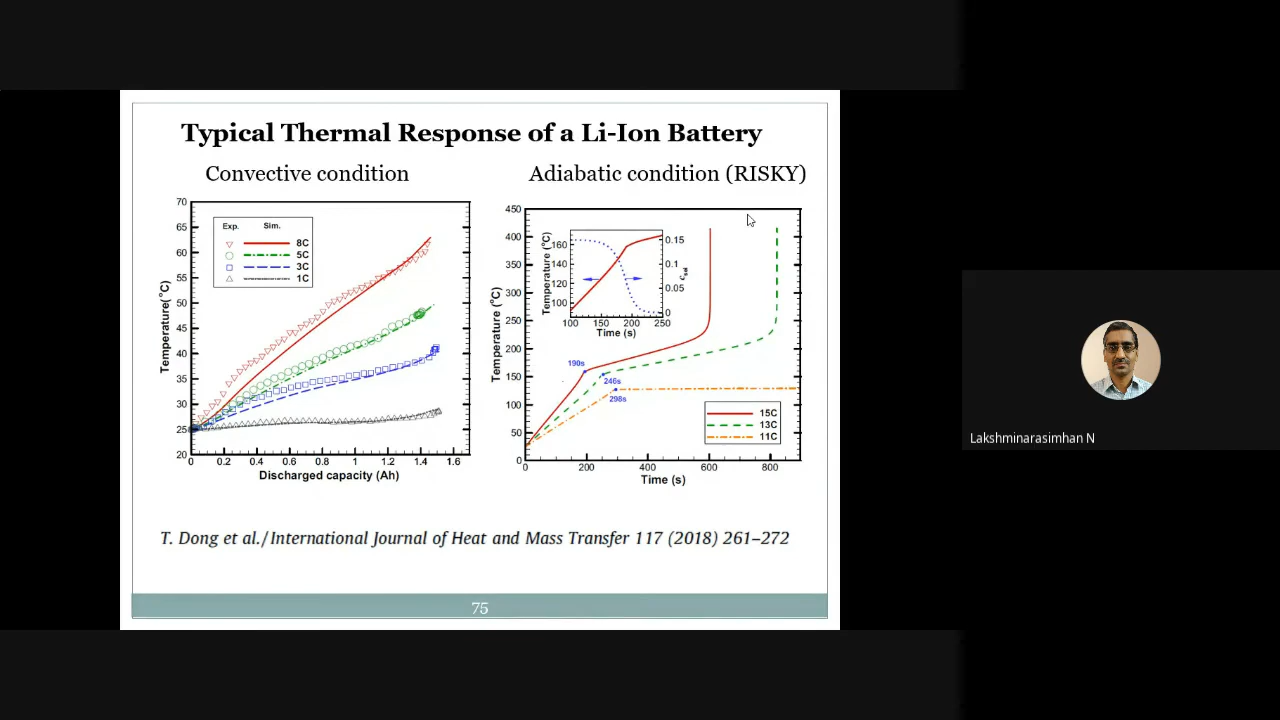 Typical Thermal Response of a Li-Ion Battery
Convective condition
Adiabatic condition (RISKY)
70
65
60
55
50
45
40
35
30
25
20
Temperature(°C)
Exp. Sim.
8C
5C
3C
1C
0 0.2 0.4 0.6 0.8 1 1.2 1.4 1.6
Discharged capacity (Ah)
450
400
350
300
250
200
150
100
50
0
Temperature (°C)
160
140
120
100
Temperature (°C)
0.15
0.1
0.05
0
100 150 200 250
Time (s)
190s
246s
298s
15C
13C
11C
0 200 400 600 800
Time (s)
T. Dong et al./International Journal of Heat and Mass Transfer 117 (2018) 261–272
75
Lakshminarasimhan N